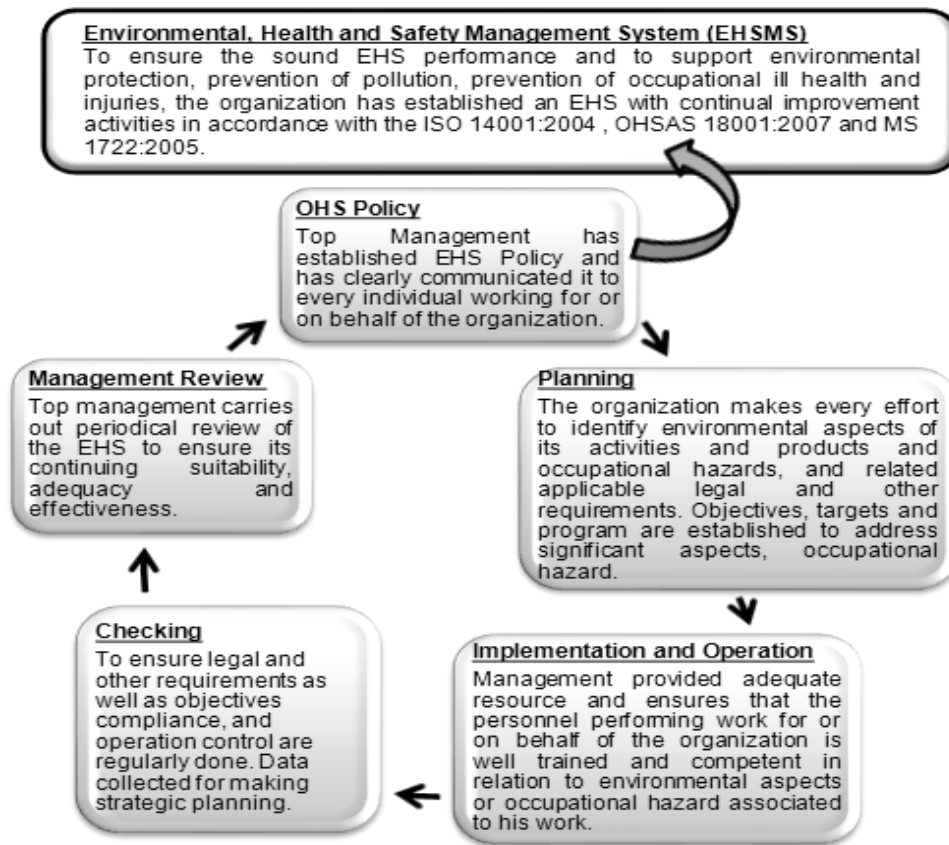 Environmental, Health and Safety Management System (EHSMS)
To ensure the sound EHS performance and to support environmental
protection, prevention of pollution, prevention of occupational ill health and
injuries, the organization has established an EHS with continual improvement
activities in accordance with the ISO 14001:2004 , OHSAS 18001:2007 and MS
1722:2005.
OHS Policy
Top Management has
established EHS Policy and
has clearly communicated it to
every individual working for or
on behalf of the organization.
Management Review
Top management carries
out periodical review of
the EHS to ensure its
continuing suitability,
adequacy and
effectiveness.
Planning
The organization makes every effort
to identify environmental aspects of
its activities and products and
occupational hazards, and related
applicable legal and other
requirements. Objectives, targets and
program are established to address
significant aspects, occupational
hazard.
Checking
To ensure legal and
other requirements as
well as objectives
compliance, and
operation control are
regularly done. Data
collected for making
strategic planning.
Implementation and Operation
Management provided adequate
resource and ensures that the
personnel performing work for or
on behalf of the organization is
well trained and competent in
relation to environmental aspects
or occupational hazard associated
to his work.